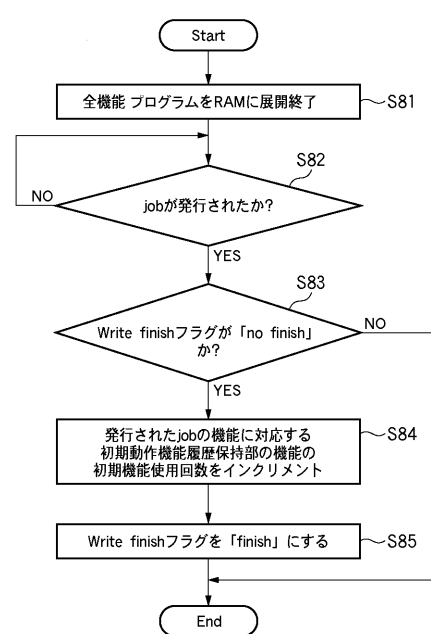 Start
全機能 プログラムをRAMに展開終了
S81
S82
jobが発行されたか?
NO
YES
S83
Write finishフラグが「no finish」
か?
NO
YES
発行されたjobの機能に対応する
初期動作機能履歴保持部の機能の
初期機能使用回数をインクリメント
S84
Write finishフラグを「finish」にする
S85
End